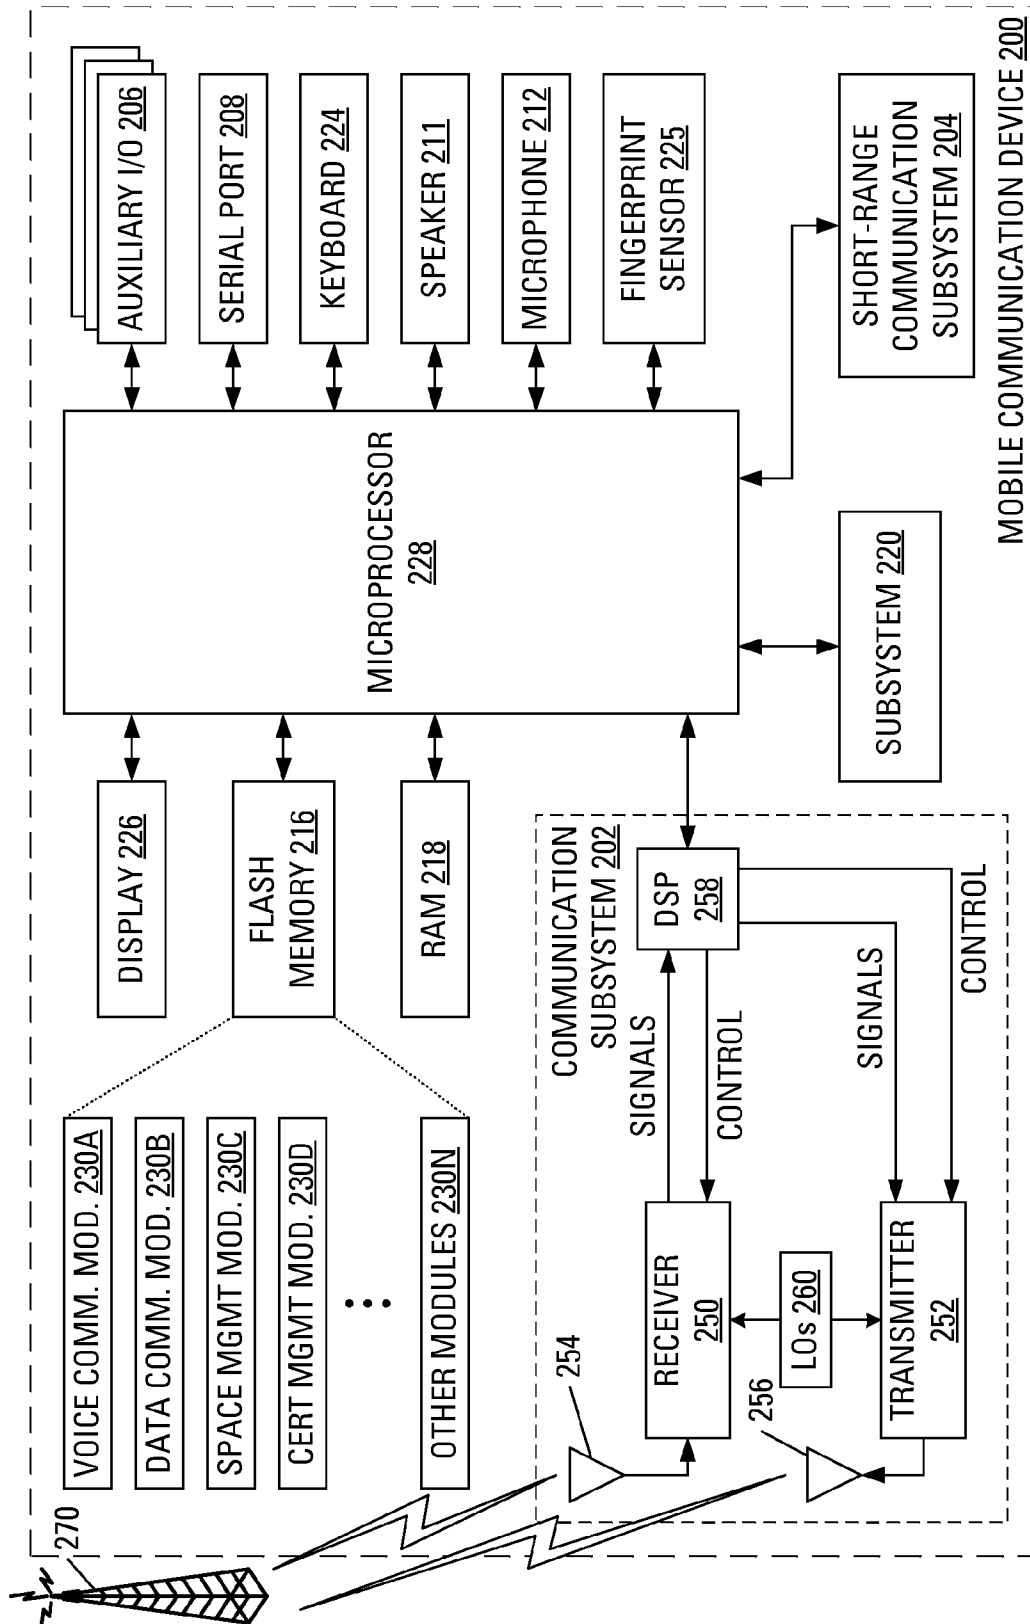 270
VOICE COMM. MOD. 230A
DATA COMM. MOD. 230B
SPACE MGMT MOD. 230C
CERT MGMT MOD. 230D
OTHER MODULES 230N
DISPLAY 226
FLASH
MEMORY 216
RAM 218
MICROPROCESSOR
228
AUXILIARY I/O 206
SERIAL PORT 208
KEYBOARD 224
SPEAKER 211
MICROPHONE 212
FINGERPRINT
SENSOR 225
COMMUNICATION
SUBSYSTEM 202
254
RECEIVER
250
SIGNALS
CONTROL
DSP
258
LOs 260
256
TRANSMITTER
252
SIGNALS
CONTROL
SUBSYSTEM 220
SHORT-RANGE
COMMUNICATION
SUBSYSTEM 204
MOBILE COMMUNICATION DEVICE 200